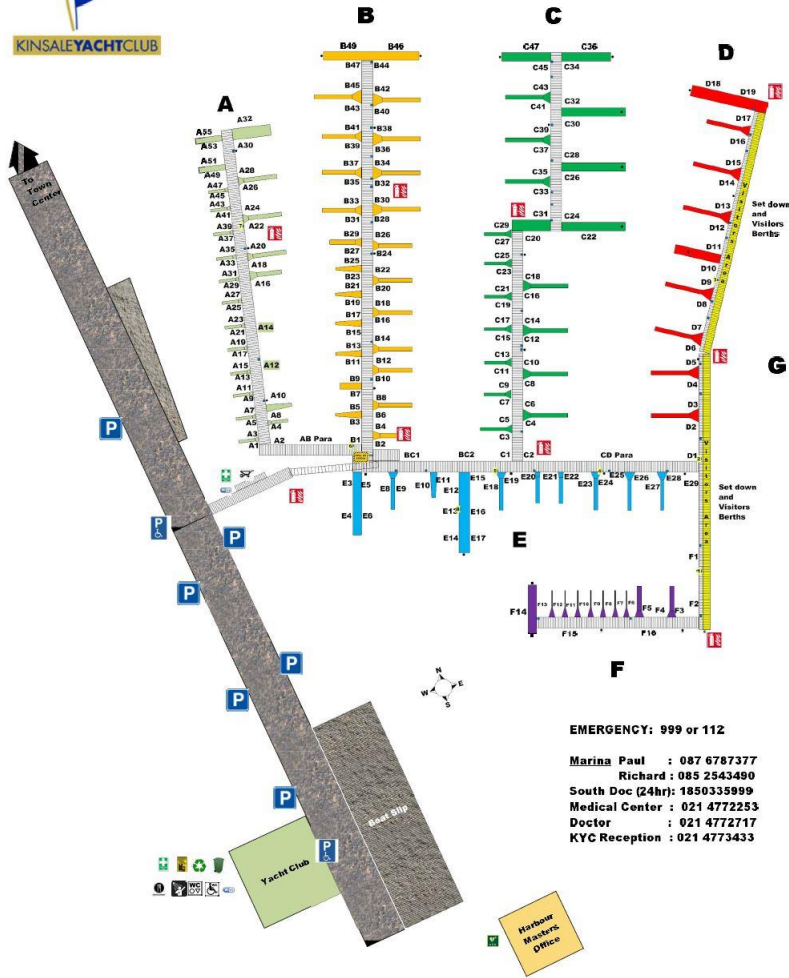 KINSALEYACHTCLUB
A
B
C
D
G
E
F
To
Town
Center
A55
A32
A53
A30
A51
A49
A28
A47
A26
A45
A43
A24
A41
A39
A22
A37
A35
A20
A33
A18
A31
A16
A29
A27
A25
A23
A21
A14
A19
A17
A15
A12
A13
A11
A9
A10
A7
A8
A5
A4
A3
A1
A2
AB Para
B49
B46
B47
B44
B45
B42
B43
B40
B41
B38
B39
B36
B37
B34
B35
B32
B33
B30
B31
B28
B29
B26
B27
B24
B25
B22
B23
B20
B21
B19
B18
B17
B16
B15
B14
B13
B11
B12
B9
B10
B7
B8
B5
B6
B3
B4
B1
B2
BC1
BC2
C47
C36
C45
C34
C43
C41
C32
C39
C30
C37
C28
C35
C26
C33
C31
C24
C29
C22
C27
C20
C25
C23
C18
C21
C16
C19
C17
C14
C15
C12
C13
C10
C11
C8
C9
C7
C6
C5
C4
C3
C1
C2
CD Para
D18
D19
D17
D16
D15
D14
D13
D12
D11
D10
D9
D8
D7
D6
D5
D4
D3
D2
D1
Visitors Area
Set down
and
Visitors
Berths
Visitors Area
Set down
and
Visitors
Berths
E3
E5
E4
E6
E8
E9
E10
E11
E12
E15
E13
E16
E14
E17
E18
E19
E20
E21
E22
E23
E24
E25
E26
E27
E28
E29
F1
F2
F14
F13
F12
F11
F10
F9
F8
F7
F6
F5
F4
F3
F15
F16
P
P
P
P
P
P
P
P
N
W
E
S
Boat Slip
Yacht Club
WC
Harbour
Masters
Office
EMERGENCY: 999 or 112
Marina Paul : 087 6787377
Richard : 085 2543490
South Doc (24hr): 1850335999
Medical Center : 021 4772253
Doctor : 021 4772717
KYC Reception : 021 4773433